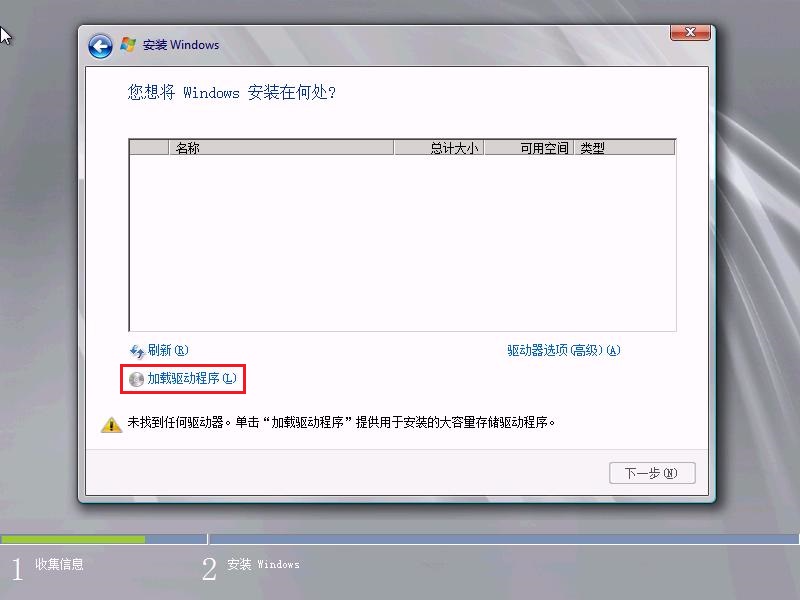 安装 Windows
您想将 Windows 安装在何处?
名称 总计大小 可用空间 类型
刷新(R) 驱动器选项(高级)(A)
加载驱动程序(L)
未找到任何驱动器。单击“加载驱动程序”提供用于安装的大容量存储驱动程序。
下一步(N)
1 收集信息 2 安装 Windows